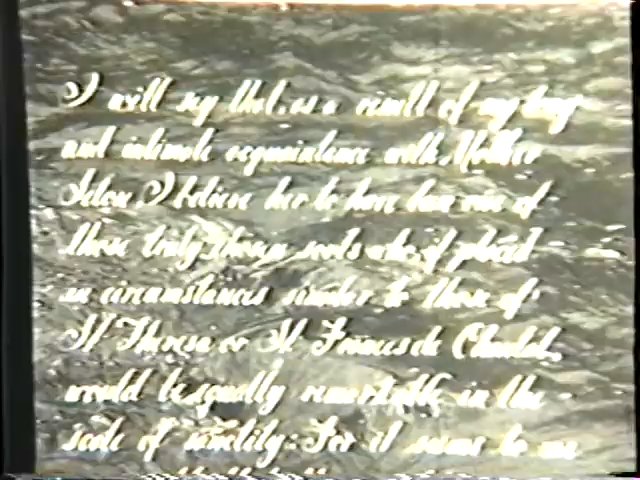 I will say that, as a result of my long
and intimate acquaintance with Mother
Seton, I believe her to have been one of
those truly chosen souls who, if placed
in circumstances similar to those of
St. Theresa or St. Frances de Chantal,
would be equally remarkable in the
scale of sanctity: For it seems to me